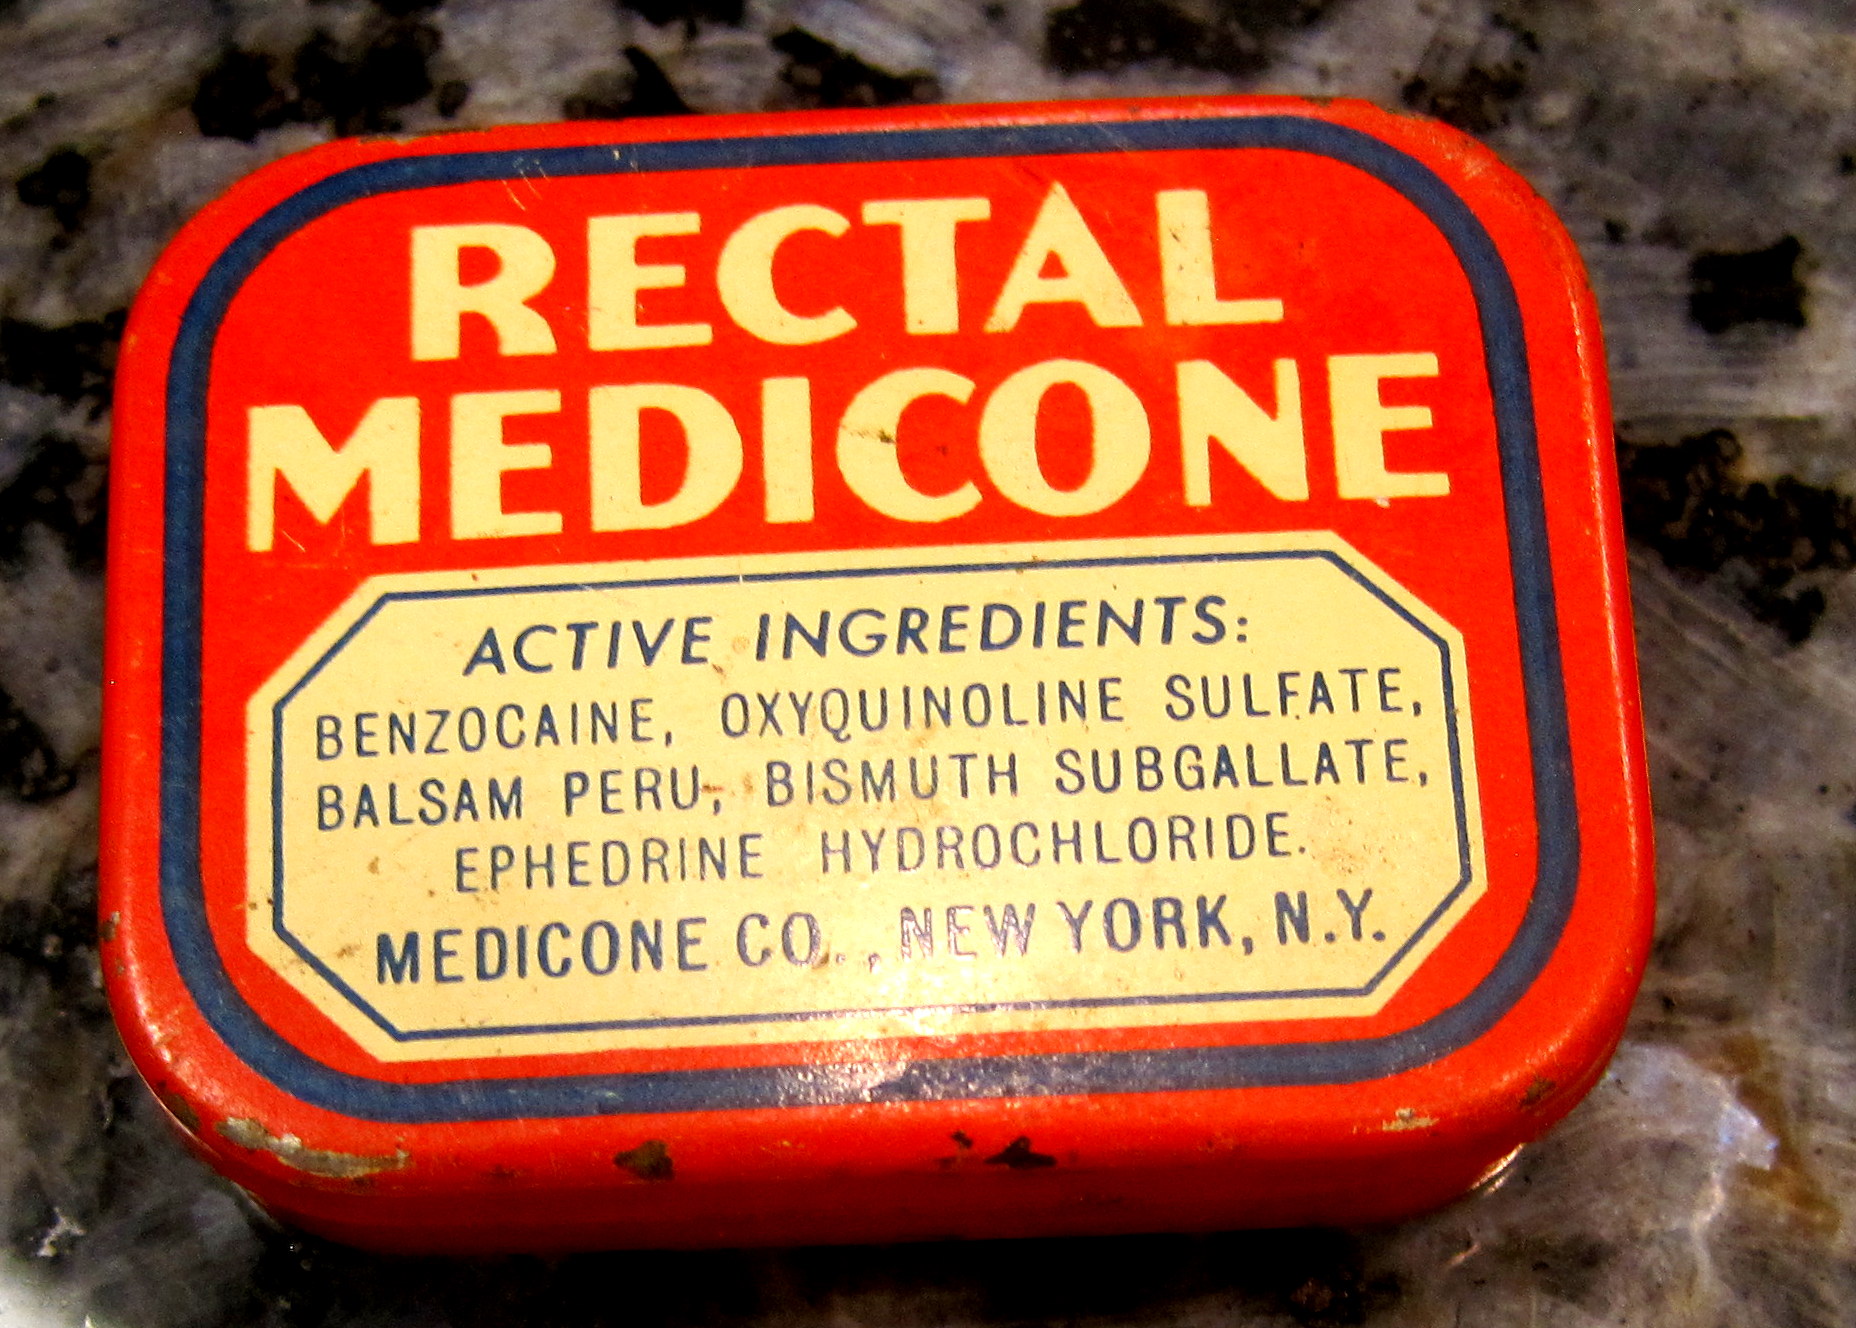 RECTAL
MEDICONE
ACTIVE INGREDIENTS:
BENZOCAINE, OXYQUINOLINE SULFATE,
BALSAM PERU, BISMUTH SUBGALLATE,
EPHEDRINE HYDROCHLORIDE.
MEDICONE CO., NEW YORK, N.Y.